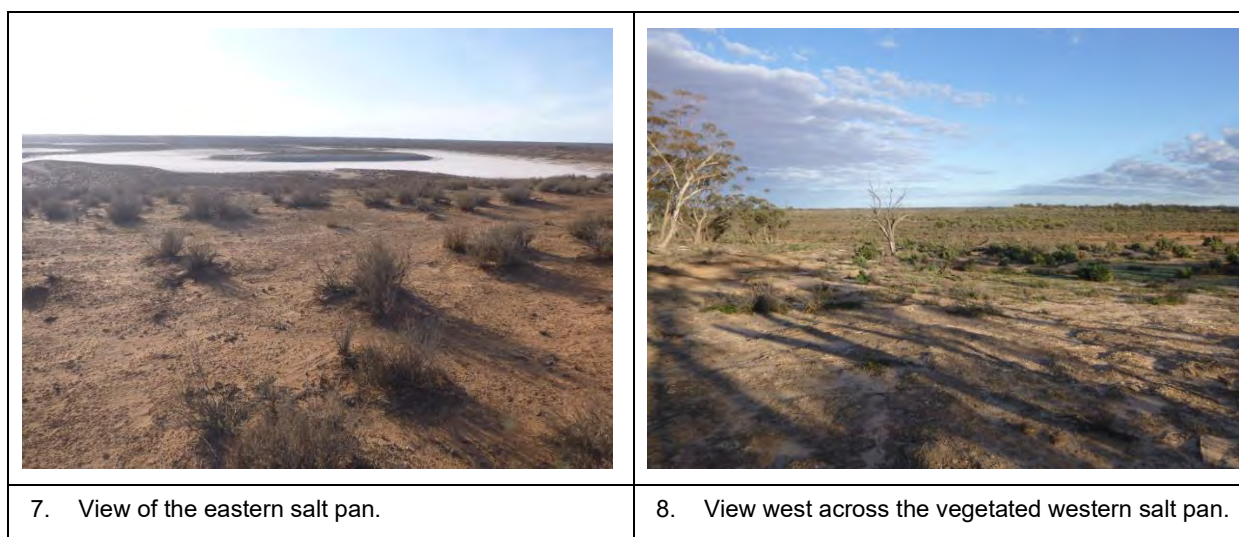 7. View of the eastern salt pan.
8. View west across the vegetated western salt pan.